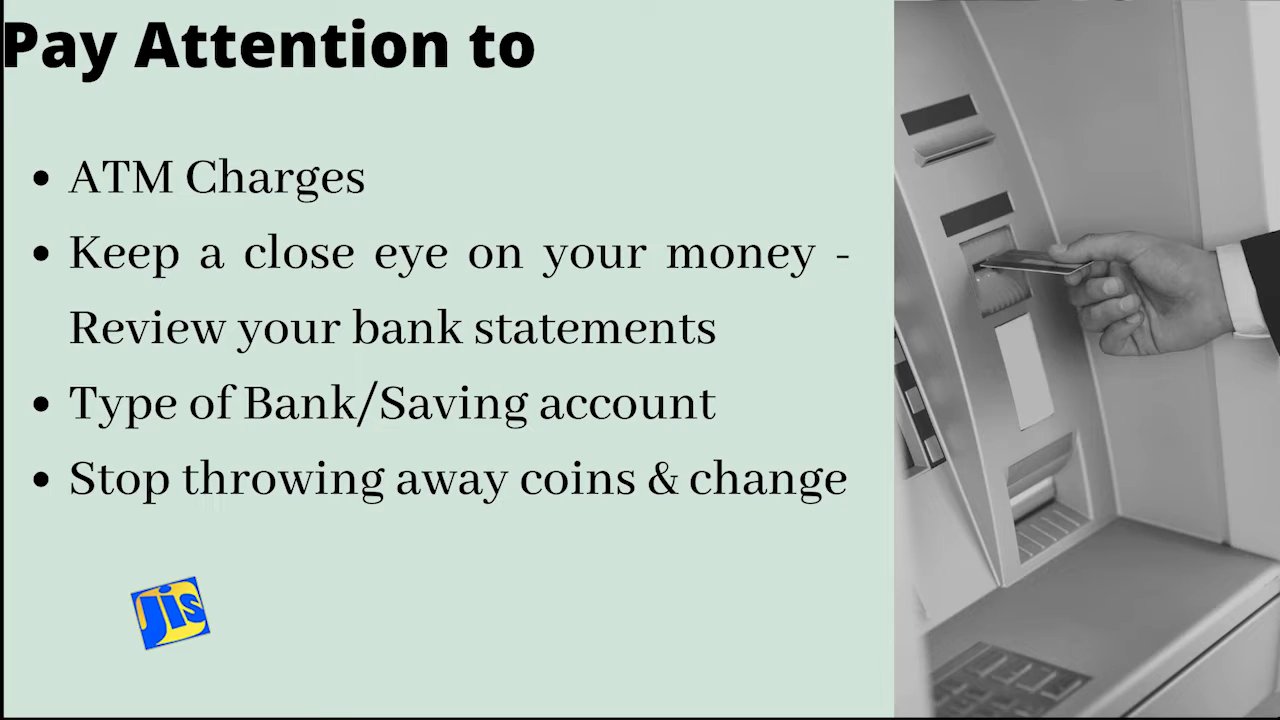 Pay Attention to
• ATM Charges
• Keep a close eye on your money -
Review your bank statements
• Type of Bank/Saving account
• Stop throwing away coins & change
jis